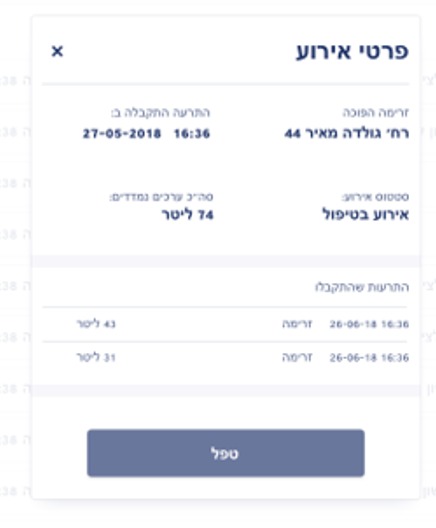 פרטי אירוע ×
זרימה הפוכה התרעה התקבלה ב:
רח׳ גולדה מאיר 44 27-05-2018 16:36
סטטוס אירוע: סה״כ ערכים נמדדים:
אירוע בטיפול 74 ליטר
התרעות שהתקבלו
26-06-18 16:36 זרימה 43 ליטר
26-06-18 16:36 זרימה 31 ליטר
טפל